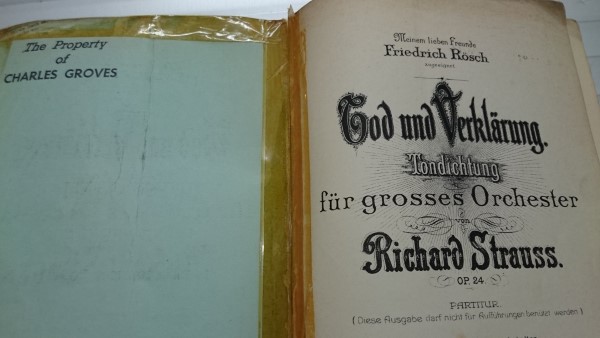 The Property
of
CHARLES GROVES
Meinem lieben Freunde
Friedrich Rösch
zugeeignet
Tod und Verklärung.
Tondichtung
für grosses Orchester
von
Richard Strauss.
OP. 24.
PARTITUR.
(Diese Ausgabe darf nicht für Aufführungen benutzt werden)